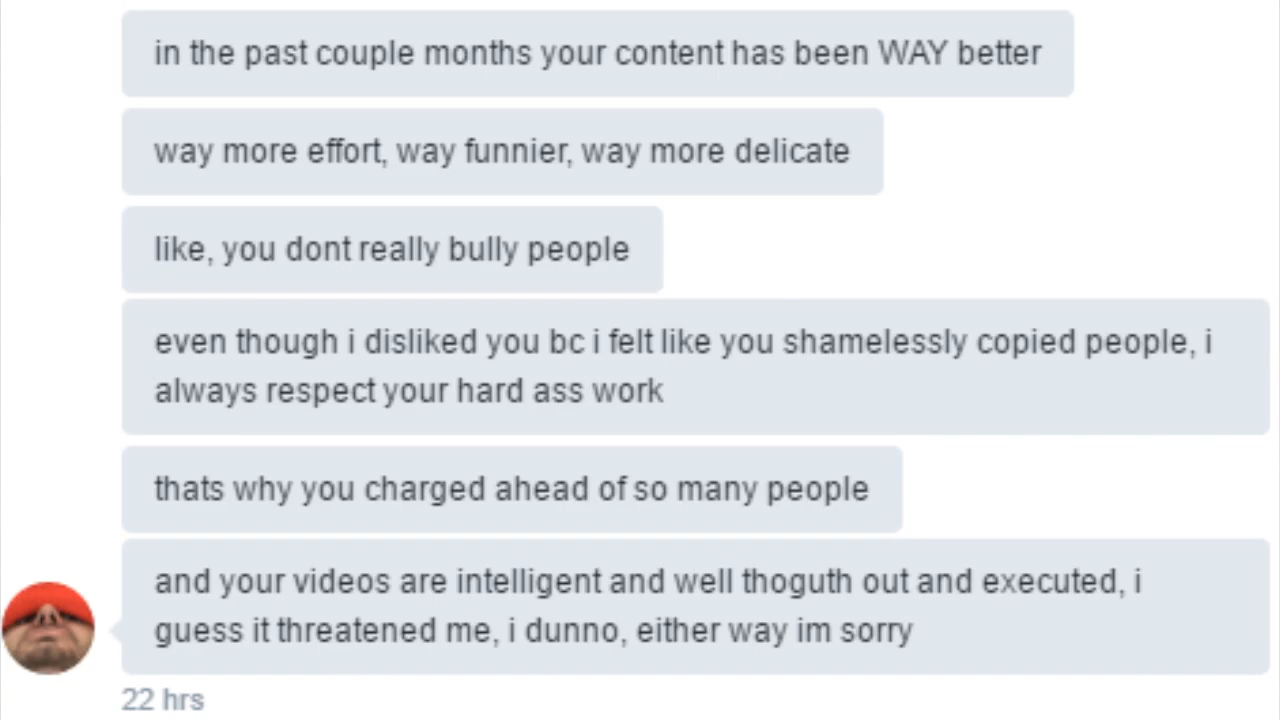 in the past couple months your content has been WAY better
way more effort, way funnier, way more delicate
like, you dont really bully people
even though i disliked you bc i felt like you shamelessly copied people, i
always respect your hard ass work
thats why you charged ahead of so many people
and your videos are intelligent and well thoguth out and executed, i
guess it threatened me, i dunno, either way im sorry
22 hrs